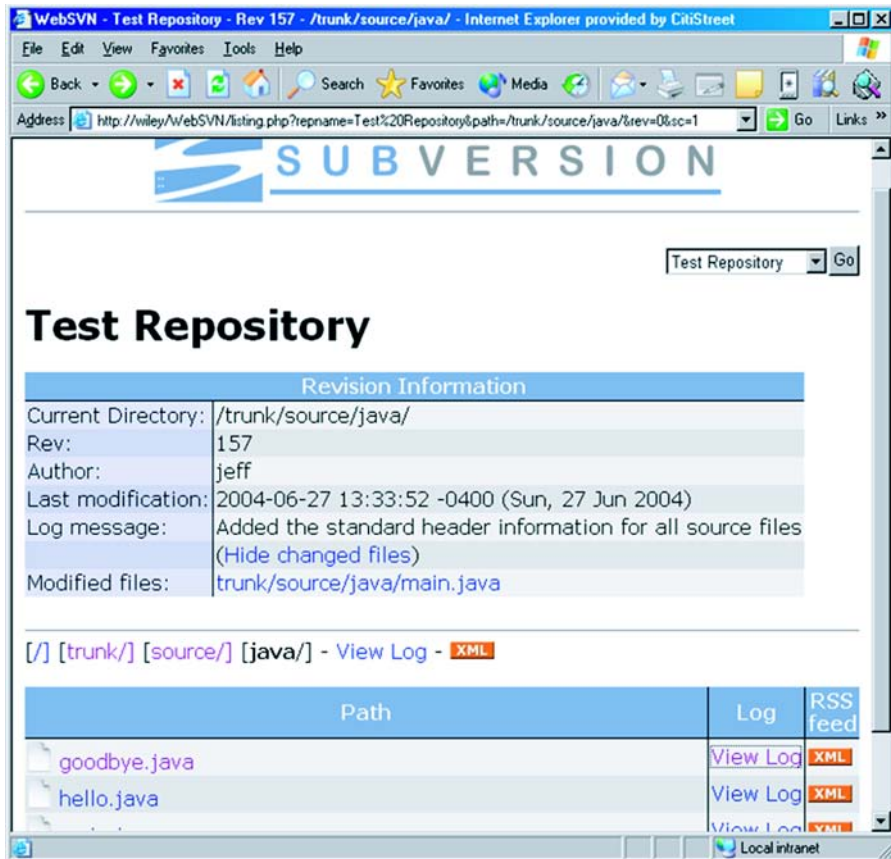 WebSVN - Test Repository - Rev 157 - /trunk/source/java/ - Internet Explorer provided by CitiStreet
File Edit View Favorites Tools Help
Back Search Favorites Media
Address http://wiley/WebSVN/listing.php?repname=Test%20Repository&path=/trunk/source/java/&rev=0&sc=1 Go Links »
SUBVERSION
Test Repository Go
Test Repository
Revision Information
Current Directory: /trunk/source/java/
Rev: 157
Author: jeff
Last modification: 2004-06-27 13:33:52 -0400 (Sun, 27 Jun 2004)
Log message: Added the standard header information for all source files
(Hide changed files)
Modified files: trunk/source/java/main.java
[/] [trunk/] [source/] [java/] - View Log - XML
Path Log RSS feed
goodbye.java View Log XML
hello.java View Log XML
View Log XML
Local intranet